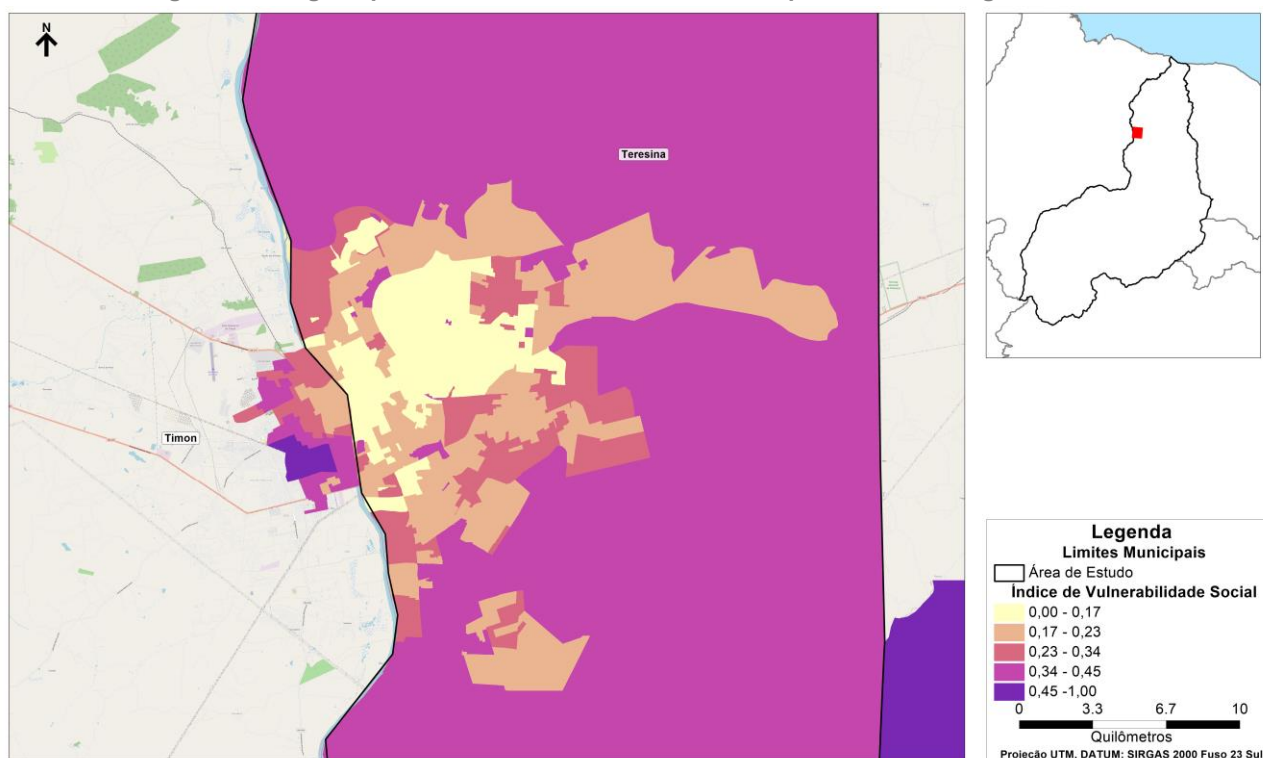 N
Teresina
Timon
Legenda
Limites Municipais
Área de Estudo
Índice de Vulnerabilidade Social
0,00 - 0,17
0,17 - 0,23
0,23 - 0,34
0,34 - 0,45
0,45 -1,00
0 3.3 6.7 10
Quilômetros
Projeção UTM. DATUM: SIRGAS 2000 Fuso 23 Sul